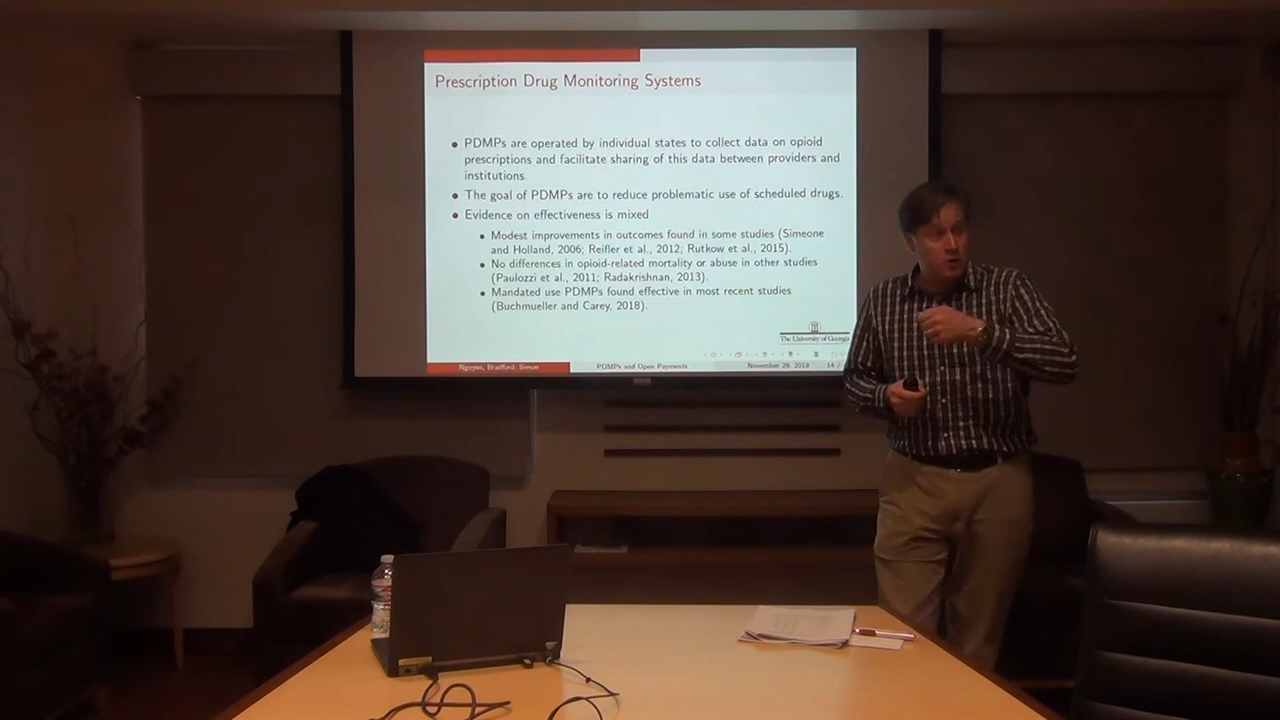 Prescription Drug Monitoring Systems
PDMPs are operated by individual states to collect data on opioid
prescriptions and facilitate sharing of this data between providers and
institutions.
The goal of PDMPs are to reduce problematic use of scheduled drugs.
Evidence on effectiveness is mixed
Modest improvements in outcomes found in some studies (Simeone
and Holland, 2006; Reifler et al., 2012; Rutkow et al., 2015).
No differences in opioid-related mortality or abuse in other studies
(Paulozzi et al., 2011; Radakrishnan, 2013).
Mandated use PDMPs found effective in most recent studies
(Buchmueller and Carey, 2018).
The University of Georgia
Nguyen, Bradford, Simon
PDMPs and Open Payments
November 29, 2018
14 /